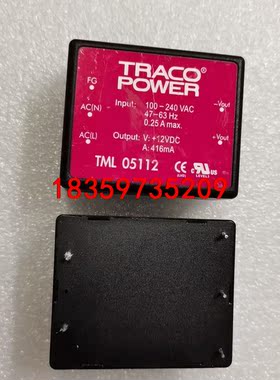 TRACO
POWER
FG
Input: 100-240 VAC
47-63 Hz
0.25 A max.
AC(N)
-Vout
AC(L)
Output: V: +12VDC
A: 416mA
+Vout
TML 05112
18359735209